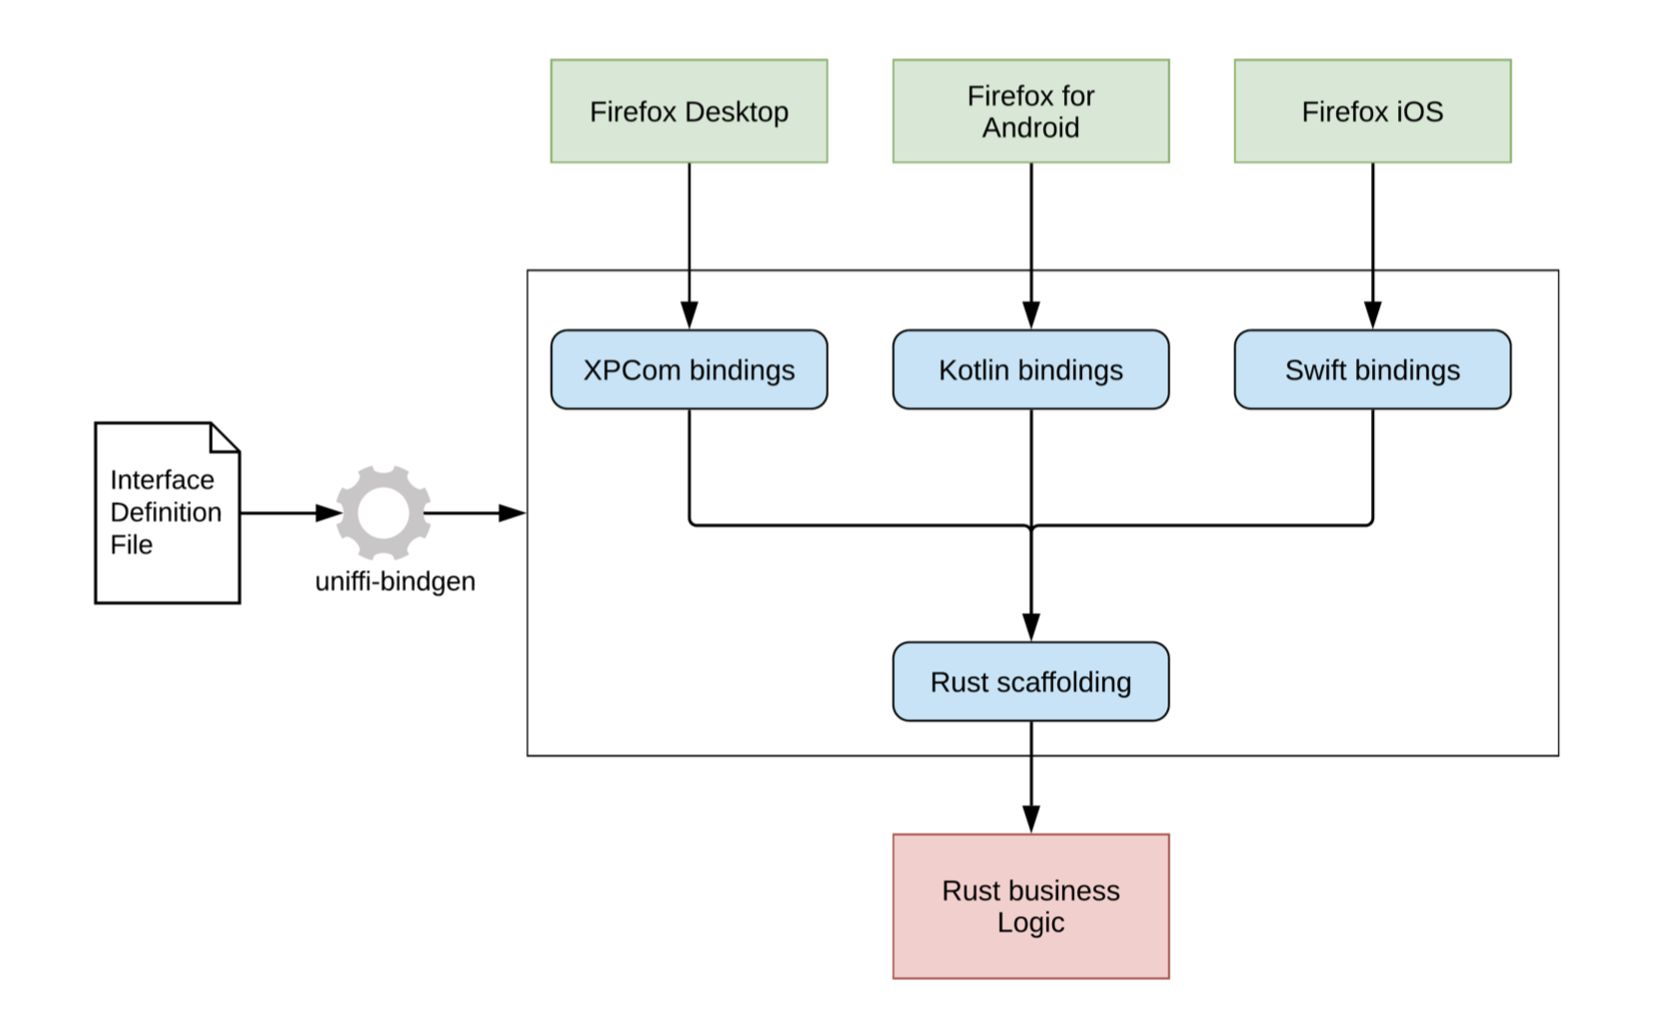 Firefox Desktop
Firefox for
Android
Firefox iOS
XPCom bindings
Kotlin bindings
Swift bindings
Interface
Definition
File
uniffi-bindgen
Rust scaffolding
Rust business
Logic